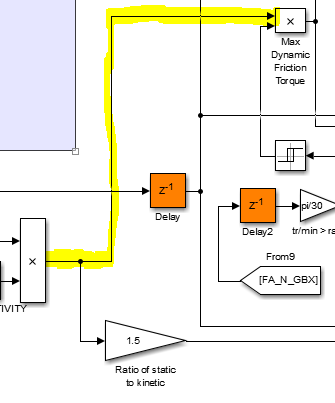 ×
Max
Dynamic
Friction
Torque
z-1
Delay
z-1
Delay2
pi/30
tr/min > ra
From9
[FA_N_GBX]
×
TIVITY
1.5
Ratio of static
to kinetic